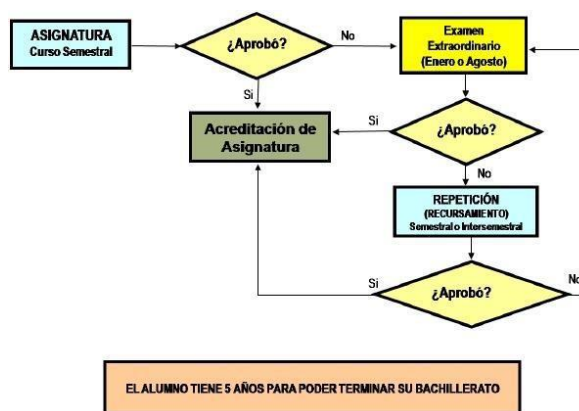 ASIGNATURA
Curso Semestral
¿Aprobó?
No
Examen
Extraordinario
(Enero o Agosto)
Si
Acreditación de
Asignatura
Si
¿Aprobó?
No
REPETICIÓN
(RECURSAMIENTO)
Semestral o Intersemestral
Si
¿Aprobó?
No
EL ALUMNO TIENE 5 AÑOS PARA PODER TERMINAR SU BACHILLERATO